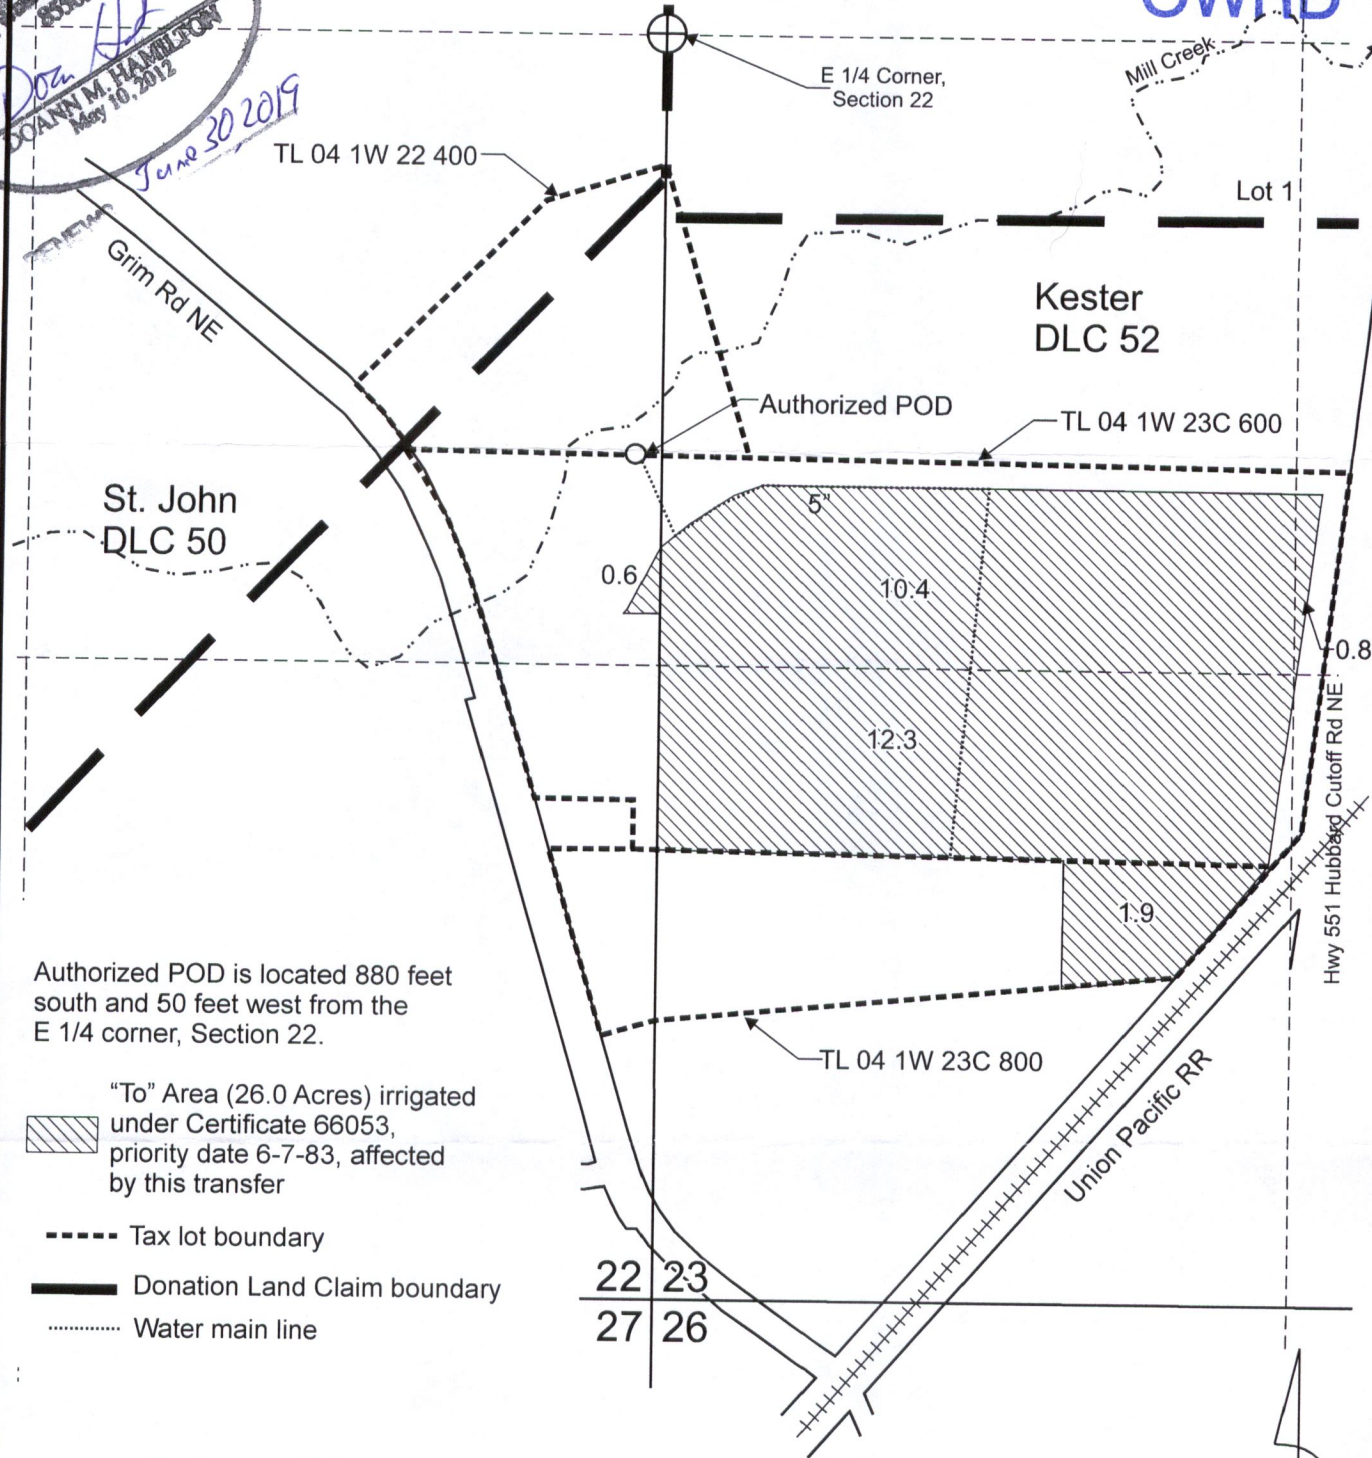 OWRD
DOANN M. HAMILTON
May 10, 2012
June 30 2019
E 1/4 Corner,
Section 22
Mill Creek
TL 04 1W 22 400
Lot 1
Grim Rd NE
Kester
DLC 52
Authorized POD
TL 04 1W 23C 600
St. John
DLC 50
5"
0.6
10.4
0.8
12.3
Hwy 551 Hubbard Cutoff Rd NE
1.9
Authorized POD is located 880 feet
south and 50 feet west from the
E 1/4 corner, Section 22.
TL 04 1W 23C 800
"To" Area (26.0 Acres) irrigated
under Certificate 66053,
priority date 6-7-83, affected
by this transfer
Union Pacific RR
Tax lot boundary
Donation Land Claim boundary
Water main line
22 23
27 26